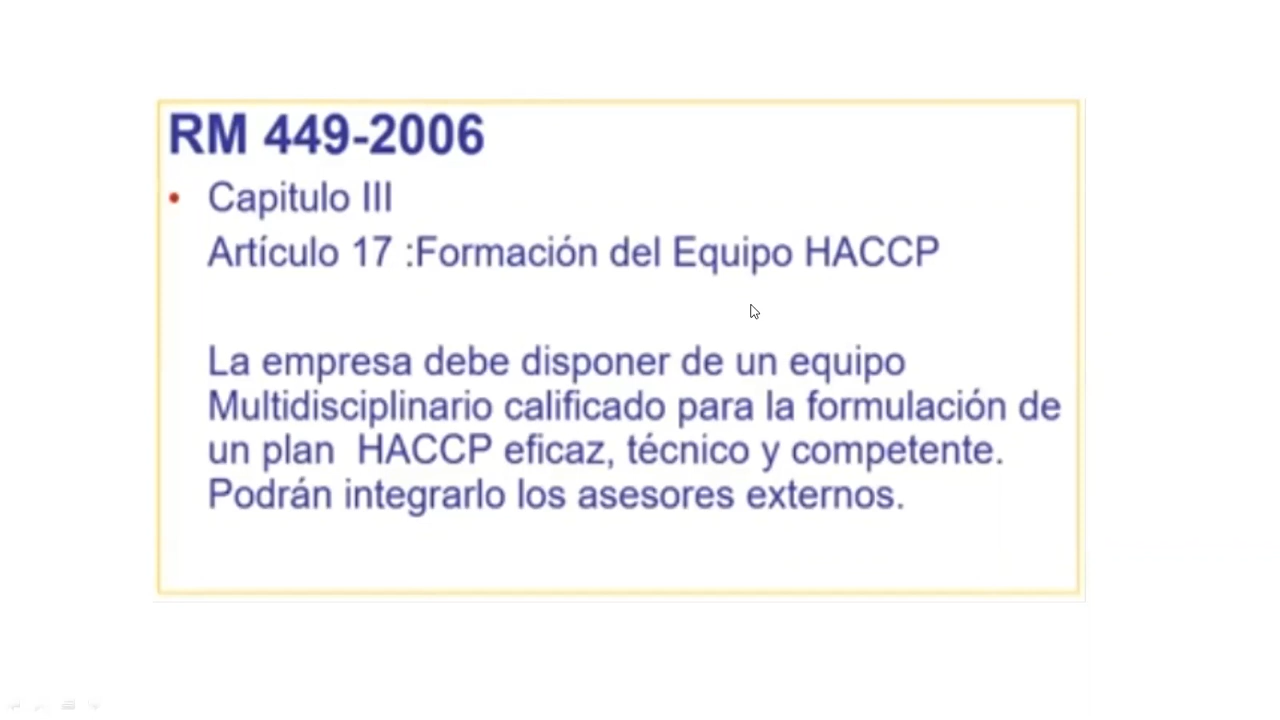 RM 449-2006
• Capitulo III
Artículo 17 :Formación del Equipo HACCP
La empresa debe disponer de un equipo
Multidisciplinario calificado para la formulación de
un plan  HACCP eficaz, técnico y competente.
Podrán integrarlo los asesores externos.